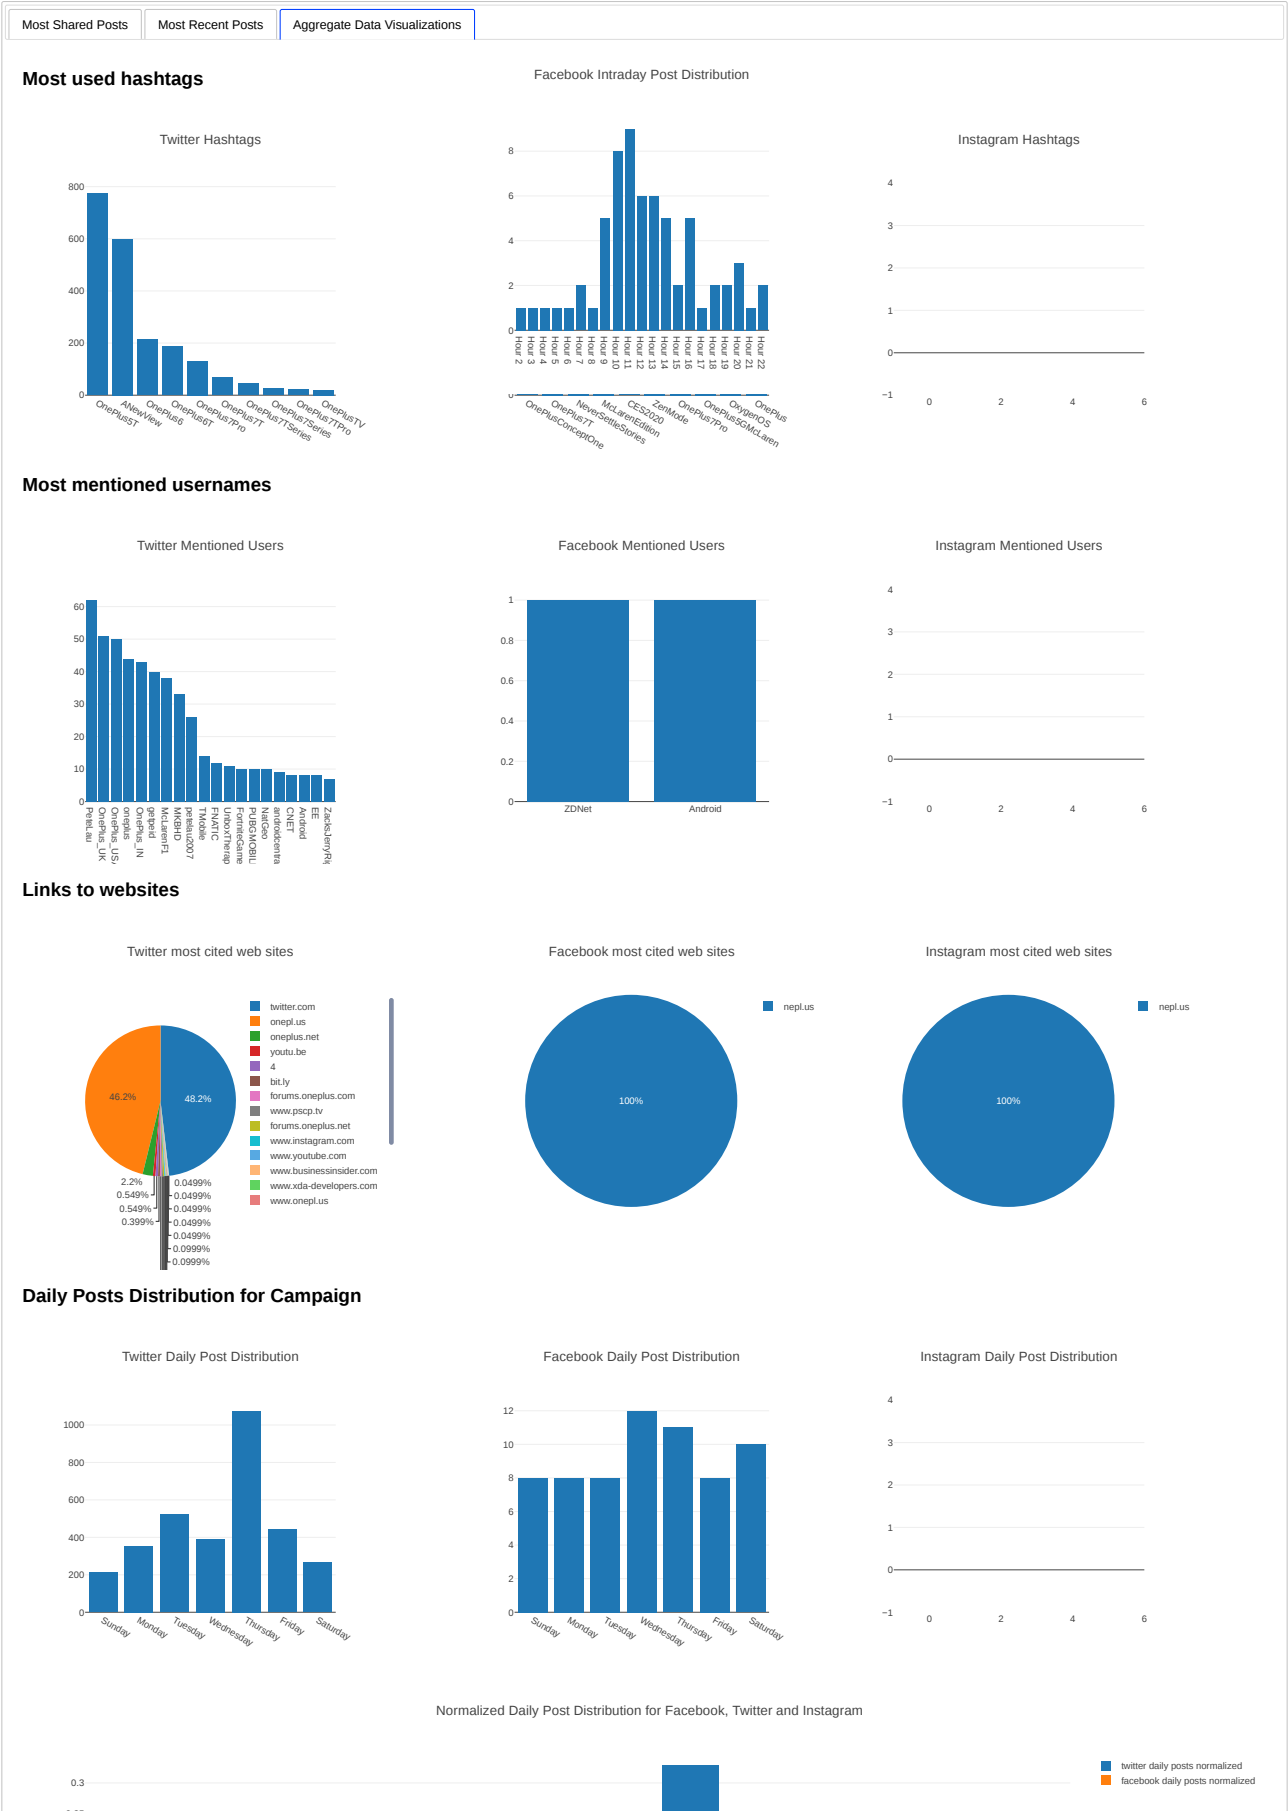 Most Shared Posts
Most Recent Posts
Aggregate Data Visualizations
Most used hashtags
Twitter Hashtags
800
600
400
200
0
OnePlus5T
ANewView
OnePlus6
OnePlus6T
OnePlus7Pro
OnePlus7T
OnePlus7TSeries
OnePlus7Series
OnePlus7TPro
OnePlusTV
Facebook Intraday Post Distribution
8
6
4
2
0
Hour 2
Hour 3
Hour 4
Hour 5
Hour 6
Hour 7
Hour 8
Hour 9
Hour 10
Hour 11
Hour 12
Hour 13
Hour 14
Hour 15
Hour 16
Hour 17
Hour 18
Hour 19
Hour 20
Hour 21
Hour 22
0
OnePlusConceptOne
OnePlus7T
NeverSettleStories
McLarenEdition
CES2020
ZenMode
OnePlus7Pro
OnePlus5GMcLaren
OxygenOS
OnePlus
Instagram Hashtags
4
3
2
1
0
−1
0 2 4 6
Most mentioned usernames
Twitter Mentioned Users
60
50
40
30
20
10
0
PeteLau
OnePlus_UK
OnePlus_USA
oneplus
OnePlus_IN
getpeid
McLarenF1
MKBHD
petelau2007
TMobile
FNATIC
UnboxTherap
FortniteGame
PUBGMOBIL
NatGeo
androidcentra
CNET
Android
EE
ZacksJerryRi
Facebook Mentioned Users
1
0.8
0.6
0.4
0.2
0
ZDNet
Android
Instagram Mentioned Users
4
3
2
1
0
−1
0 2 4 6
Links to websites
Twitter most cited web sites
46.2%
48.2%
2.2%
0.549%
0.549%
0.399%
0.0499%
0.0499%
0.0499%
0.0499%
0.0499%
0.0999%
0.0999%
twitter.com
onepl.us
oneplus.net
youtu.be
4
bit.ly
forums.oneplus.com
www.pscp.tv
forums.oneplus.net
www.instagram.com
www.youtube.com
www.businessinsider.com
www.xda-developers.com
www.onepl.us
Facebook most cited web sites
100%
nepl.us
Instagram most cited web sites
100%
nepl.us
Daily Posts Distribution for Campaign
Twitter Daily Post Distribution
1000
800
600
400
200
0
Sunday
Monday
Tuesday
Wednesday
Thursday
Friday
Saturday
Facebook Daily Post Distribution
12
10
8
6
4
2
0
Sunday
Monday
Tuesday
Wednesday
Thursday
Friday
Saturday
Instagram Daily Post Distribution
4
3
2
1
0
−1
0 2 4 6
Normalized Daily Post Distribution for Facebook, Twitter and Instagram
0.3
twitter daily posts normalized
facebook daily posts normalized